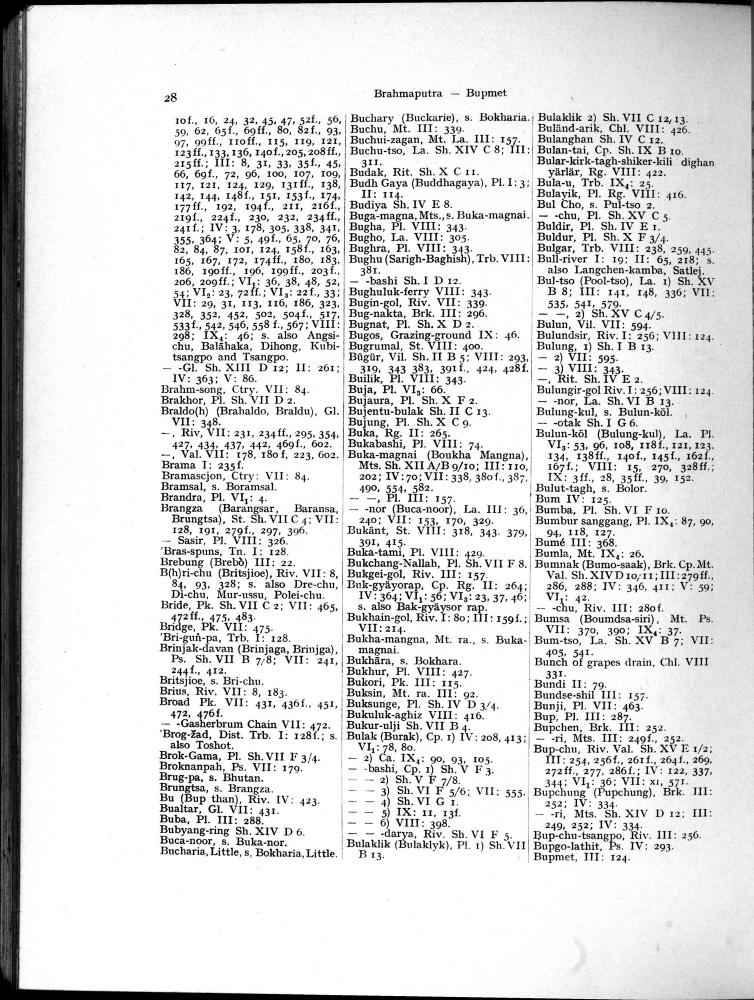 28
Brahmaputra — Bupmet
10f., 16, 24, 32, 45, 47, 52f., 56,
59, 62, 65f., 69ff., 80, 82f., 93,
97, 99ff., 110ff., 115, 119, 121,
123ff., 133, 136, 140f., 205, 208ff.,
215ff.; III: 8, 31, 33, 35f., 45,
66, 69f., 72, 96, 100, 107, 109,
117, 121, 124, 129, 131ff., 138,
142, 144, 148f., 151, 153f., 174,
177ff., 192, 194f., 211, 216f.,
219f., 224f., 230, 232, 234ff.,
241f.; IV: 3, 178, 305, 338, 341,
355, 364; V: 5, 49f., 65, 70, 76,
82, 84, 87, 101, 124, 158f., 163,
165, 167, 172, 174ff., 180, 183,
186, 190ff., 196, 199ff., 203f.,
206, 209ff.; VI₁: 36, 38, 48, 52,
54; VI₂: 23, 72ff.; VI₃: 22f., 33;
VII: 29, 31, 113, 116, 186, 323,
328, 352, 452, 502, 504f., 517,
533f., 542, 546, 558 f., 567; VIII:
298; IX₄: 46; s. also Angsi-
chu, Balāhaka, Dihong, Kubi-
tsangpo and Tsangpo.
— -Gl. Sh. XIII D 12; II: 261;
IV: 363; V: 86.
Brahm-song, Ctry. VII: 84.
Brakhor, Pl. Sh. VII D 2.
Braldo(h) (Brahaldo, Braldu), Gl.
VII: 348.
—, Riv, VII: 231, 234ff., 295, 354,
427, 434, 437, 442, 469f., 602.
—, Val. VII: 178, 180 f, 223, 602.
Brama I: 235f.
Bramascjon, Ctry: VII: 84.
Bramsal, s. Boramsal.
Brandra, Pl. VI₁: 4.
Brangza (Barangsar, Baransa,
Brungtsa), St. Sh. VII C 4; VII:
128, 191, 279f., 297, 396.
— Sasir, Pl. VIII: 326.
'Bras-spuns, Tn. I: 128.
Brebung (Brebò) III: 22.
B(h)ri-chu (Britsjioe), Riv. VII: 8,
84, 93, 328; s. also Dre-chu,
Di-chu, Mur-ussu, Polei-chu.
Bride, Pk. Sh. VII C 2; VII: 465,
472 ff., 475, 483.
Bridge, Pk. VII: 475.
'Bri-guṅ-pa, Trb. I: 128.
Brinjak-davan (Brinjaga, Brinjga),
Ps. Sh. VII B 7/8; VII: 241,
244f., 412.
Britsjioe, s. Bri-chu.
Brius, Riv. VII: 8, 183.
Broad Pk. VII: 431, 436f., 451,
472, 476f.
— -Gasherbrum Chain VII: 472.
'Brog-žad, Dist. Trb. I: 128f.; s.
also Toshot.
Brok-Gama, Pl. Sh. VII F 3/4.
Broknanpah, Ps. VII: 179.
Brug-pa, s. Bhutan.
Brungtsa, s. Brangza.
Bu (Bup than), Riv. IV: 423.
Bualtar, Gl. VII: 431.
Buba, Pl. III: 288.
Bubyang-ring Sh. XIV D 6.
Buca-noor, s. Buka-nor.
Bucharia, Little, s. Bokharia, Little.
Buchary (Buckarie), s. Bokharia.
Buchu, Mt. III: 339.
Buchui-zagan, Mt. La. III: 157.
Buchu-tso, La. Sh. XIV C 8; III:
311.
Budak, Rit. Sh. X C 11.
Budh Gaya (Buddhagaya), Pl. I: 3;
II: 114.
Budiya Sh. IV E 8.
Buga-magna, Mts., s. Buka-magnai.
Bugha, Pl. VIII: 343.
Bugho, La. VIII: 305.
Bughra, Pl. VIII: 343.
Bughu (Sarigh-Baghish), Trb. VIII:
381.
— -bashi Sh. I D 12.
Bughuluk-ferry VIII: 343.
Bugin-gol, Riv. VII: 339.
Bug-nakta, Brk. III: 296.
Bugnat, Pl. Sh. X D 2.
Bugos, Grazing-ground IX: 46.
Bugrumal, St. VIII: 400.
Bügür, Vil. Sh. II B 5; VIII: 293,
319, 343 383, 391f., 424, 428f.
Builik, Pl. VIII: 343.
Buja, Pl. VI₃: 66.
Bujaura, Pl. Sh. X F 2.
Bujentu-bulak Sh. II C 13.
Bujung, Pl. Sh. X C 9.
Buka, Rg. II: 265.
Bukabashi, Pl. VIII: 74.
Buka-magnai (Boukha Mangna),
Mts. Sh. XII A/B 9/10; III: 110,
202; IV: 70; VII: 338, 380f., 387,
490, 554, 582.
— —, Pl. III: 157.
— -nor (Buca-noor), La. III: 36,
240; VII: 153, 170, 329.
Bukänt, St. VIII: 318, 343, 379,
391, 415.
Buka-tami, Pl. VIII: 429.
Bukchang-Nallah, Pl. Sh. VII F 8.
Bukgei-gol, Riv. III: 157.
Buk-gyäyorap, Cp. Rg. II: 264;
IV: 364; VI₁: 56; VI₂: 23, 37, 46;
s. also Bak-gyäysor rap.
Bukhain-gol, Riv. I: 80; III: 159f.;
VII: 214.
Bukha-mangna, Mt. ra., s. Buka-
magnai.
Bukhāra, s. Bokhara.
Bukhur, Pl. VIII: 427.
Bukori, Pk. III: 115.
Buksin, Mt. ra. III: 92.
Buksunge, Pl. Sh. IV D 3/4.
Bukuluk-aghiz VIII: 416.
Bukur-ulji Sh. VII B 4.
Bulak (Burak), Cp. 1) IV: 208, 413;
VI₁: 78, 80.
— 2) Ca. IX₄: 90, 93, 105.
— -bashi, Cp. 1) Sh. V F 3.
— — 2) Sh. V F 7/8.
— — 3) Sh. VI F 5/6; VII: 555.
— — 4) Sh. VI G 1.
— — 5) IX: 11, 13f.
— — 6) VIII: 398.
— — -darya, Riv. Sh. VI F 5.
Bulaklik (Bulaklyk), Pl. 1) Sh. VII
B 13.
Bulaklik 2) Sh. VII C 12, 13.
Buländ-arik, Chl. VIII: 426.
Bulanghan Sh. IV C 12.
Bulan-tai, Cp. Sh. IX B 10.
Bular-kirk-tagh-shiker-kili dighan
yärlär, Rg. VIII: 422.
Bula-u, Trb. IX₄: 25.
Bulayik, Pl. Rg. VIII: 416.
Bul Cho, s. Pul-tso 2.
— -chu, Pl. Sh. XV C 5.
Buldir, Pl. Sh. IV E 1.
Buldur, Pl. Sh. X F 3/4.
Bulgar, Trb. VIII: 238, 259, 445.
Bull-river I: 19; II: 65, 218; s.
also Langchen-kamba, Satlej.
Bul-tso (Pool-tso), La. 1) Sh. XV
B 8; III: 141, 148, 336; VII:
535, 541, 579.
— —, 2) Sh. XV C 4/5.
Bulun, Vil. VII: 594.
Bulundsir, Riv. I: 256; VIII: 124.
Bulung, 1) Sh. I B 13.
— 2) VII: 595.
— 3) VIII: 343.
—, Rit. Sh. IV E 2.
Bulungir-gol Riv. I: 256; VIII: 124.
— -nor, La. Sh. VI B 13.
Bulung-kul, s. Bulun-köl.
— -otak Sh. I G 6.
Bulun-köl (Bulung-kul), La. Pl.
VI₃: 53, 96, 108, 118f., 121, 123,
134, 138ff., 140f., 145f., 162f.,
167f.; VIII: 15, 270, 328ff.;
IX: 3ff., 28, 35ff., 39, 152.
Bulut-tagh, s. Bolor.
Bum IV: 125.
Bumba, Pl. Sh. VI F 10.
Bumbur sanggang, Pl. IX₄: 87, 90,
94, 118, 127.
Bumé III: 368.
Bumla, Mt. IX₄: 26.
Bumnak (Bumo-saak), Brk. Cp. Mt.
Val. Sh. XIV D 10/11; III: 279ff.,
286, 288; IV: 346, 411; V: 59;
VI₁: 42.
— -chu, Riv. III: 280f.
Bumsa (Boumdsa-siri), Mt. Ps.
VII: 370, 390; IX₄: 37.
Bum-tso, La. Sh. XV B 7; VII:
405, 541.
Bunch of grapes drain, Chl. VIII
331.
Bundi II: 79.
Bundse-shil III: 157.
Bunji, Pl. VII: 463.
Bup, Pl. III: 287.
Bupchen, Brk. III: 252.
— -ri, Mts. III: 249f., 252.
Bup-chu, Riv. Val. Sh. XV E 1/2;
III: 254, 256f., 261f., 264f., 269,
272ff., 277, 286f.; IV: 122, 337,
344; VI₁: 36; VII: XI, 571.
Bupchung (Pupchung), Brk. III:
252; IV: 334.
— -ri, Mts. Sh. XIV D 12; III:
249, 252; IV: 334.
Bup-chu-tsangpo, Riv. III: 256.
Bupgo-lathit, Ps. IV: 293.
Bupmet, III: 124.